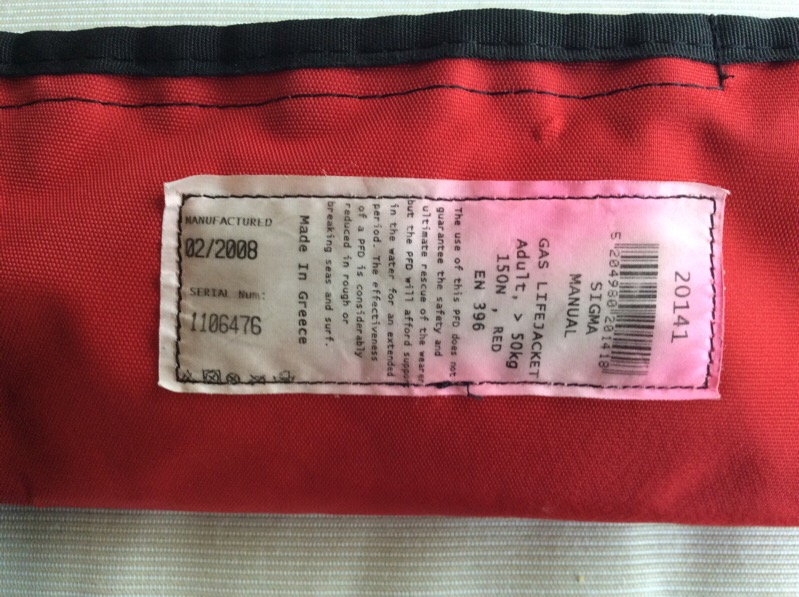 20141
5 204980 201418
SIGMA
MANUAL
GAS LIFEJACKET
Adult, > 50kg
150N , RED
EN 396
The use of this PFD does not
guarantee the safety and
ultimate rescue of the wearer
but the PFD will afford support
in the water for an extended
period. The effectiveness
of a PFD is considerably
reduced in rough or
breaking seas and surf.
Made In Greece
MANUFACTURED
02/2008
SERIAL Num:
1106476